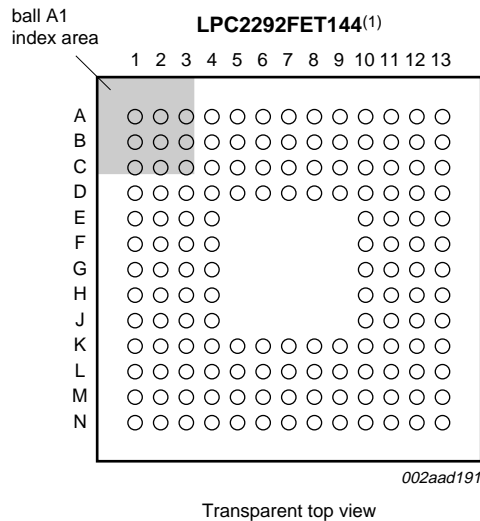 ball A1
index area
LPC2292FET144(1)
1 2 3 4 5 6 7 8 9 10 11 12 13
A
B
C
D
E
F
G
H
J
K
L
M
N
002aad191
Transparent top view